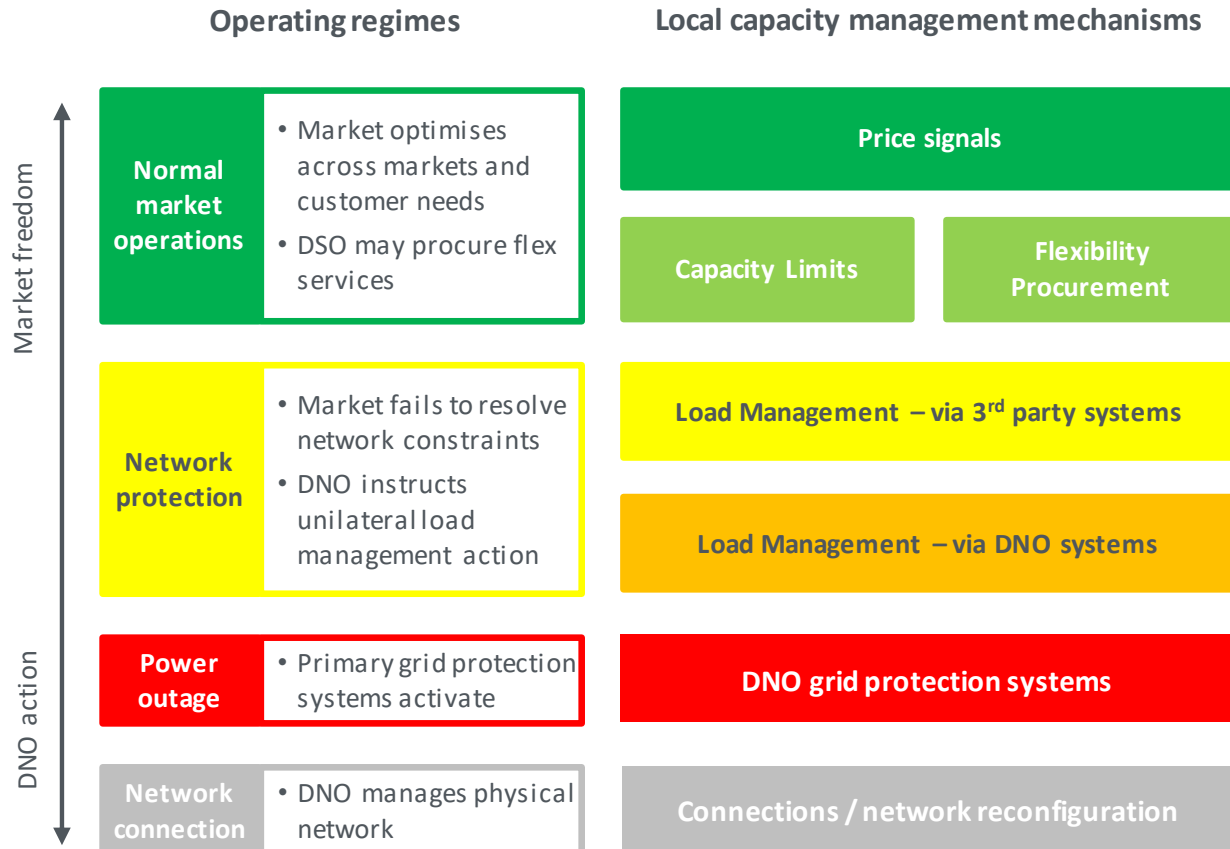 Operating regimes
Local capacity management mechanisms
Market freedom
DNO action
Normal
market
operations
• Market optimises
across markets and
customer needs
• DSO may procure flex
services
Price signals
Capacity Limits
Flexibility
Procurement
Network
protection
• Market fails to resolve
network constraints
• DNO instructs
unilateral load
management action
Load Management – via 3rd party systems
Load Management – via DNO systems
Power
outage
• Primary grid protection
systems activate
DNO grid protection systems
Network
connection
• DNO manages physical
network
Connections / network reconfiguration